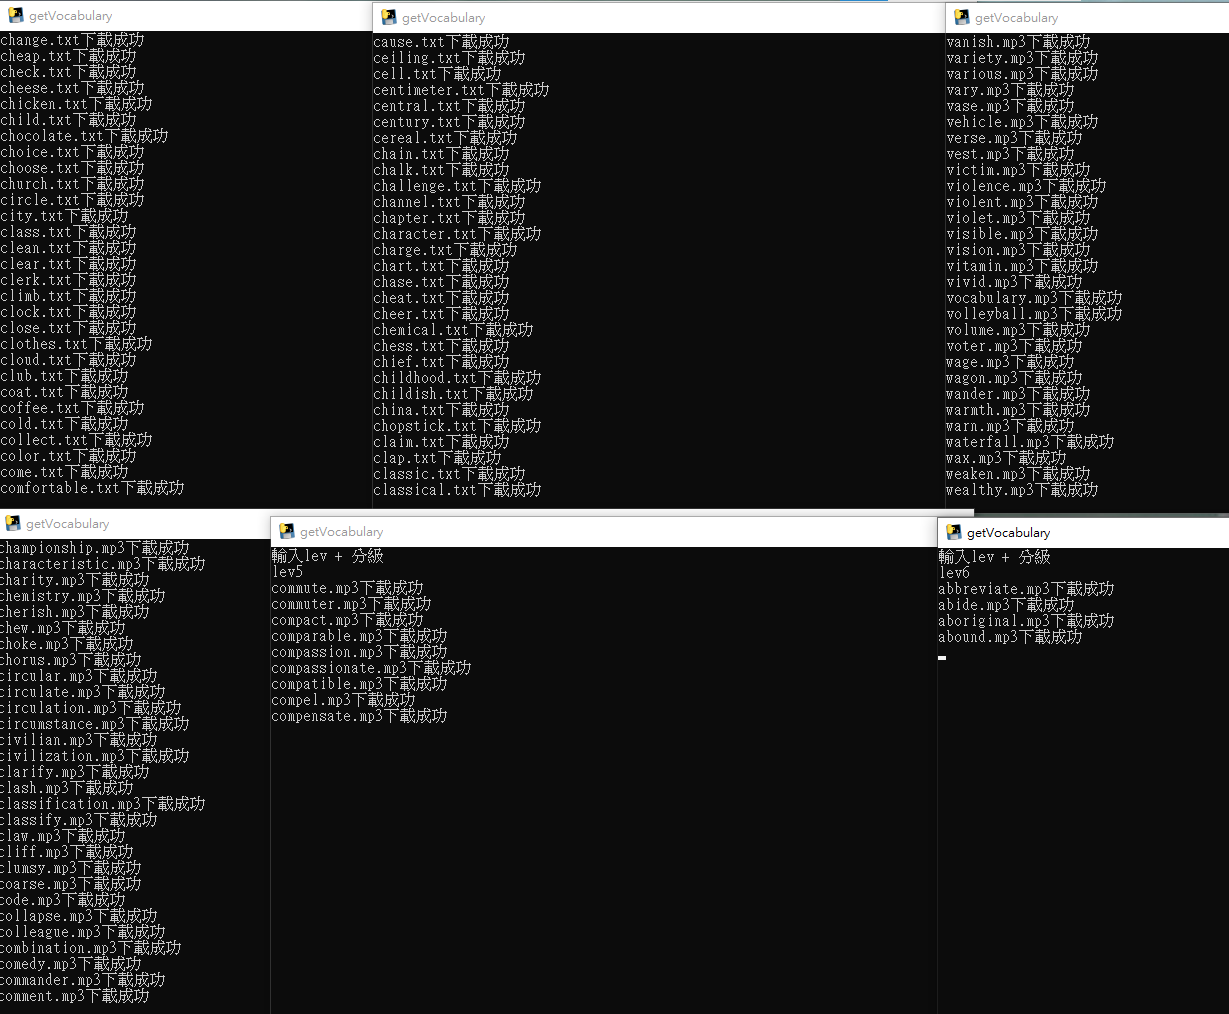 getVocabulary
change.txt下載成功
cheap.txt下載成功
check.txt下載成功
cheese.txt下載成功
chicken.txt下載成功
child.txt下載成功
chocolate.txt下載成功
choice.txt下載成功
choose.txt下載成功
church.txt下載成功
circle.txt下載成功
city.txt下載成功
class.txt下載成功
clean.txt下載成功
clear.txt下載成功
clerk.txt下載成功
climb.txt下載成功
clock.txt下載成功
close.txt下載成功
clothes.txt下載成功
cloud.txt下載成功
club.txt下載成功
coat.txt下載成功
coffee.txt下載成功
cold.txt下載成功
collect.txt下載成功
color.txt下載成功
come.txt下載成功
comfortable.txt下載成功
getVocabulary
cause.txt下載成功
ceiling.txt下載成功
cell.txt下載成功
centimeter.txt下載成功
central.txt下載成功
century.txt下載成功
cereal.txt下載成功
chain.txt下載成功
chalk.txt下載成功
challenge.txt下載成功
channel.txt下載成功
chapter.txt下載成功
character.txt下載成功
charge.txt下載成功
chart.txt下載成功
chase.txt下載成功
cheat.txt下載成功
cheer.txt下載成功
chemical.txt下載成功
chess.txt下載成功
chief.txt下載成功
childhood.txt下載成功
childish.txt下載成功
china.txt下載成功
chopstick.txt下載成功
claim.txt下載成功
clap.txt下載成功
classic.txt下載成功
classical.txt下載成功
getVocabulary
vanish.mp3下載成功
variety.mp3下載成功
various.mp3下載成功
vary.mp3下載成功
vase.mp3下載成功
vehicle.mp3下載成功
verse.mp3下載成功
vest.mp3下載成功
victim.mp3下載成功
violence.mp3下載成功
violent.mp3下載成功
violet.mp3下載成功
visible.mp3下載成功
vision.mp3下載成功
vitamin.mp3下載成功
vivid.mp3下載成功
vocabulary.mp3下載成功
volleyball.mp3下載成功
volume.mp3下載成功
voter.mp3下載成功
wage.mp3下載成功
wagon.mp3下載成功
wander.mp3下載成功
warmth.mp3下載成功
warn.mp3下載成功
waterfall.mp3下載成功
wax.mp3下載成功
weaken.mp3下載成功
wealthy.mp3下載成功
getVocabulary
championship.mp3下載成功
characteristic.mp3下載成功
charity.mp3下載成功
chemistry.mp3下載成功
cherish.mp3下載成功
chew.mp3下載成功
choke.mp3下載成功
chorus.mp3下載成功
circular.mp3下載成功
circulate.mp3下載成功
circulation.mp3下載成功
circumstance.mp3下載成功
civilian.mp3下載成功
civilization.mp3下載成功
clarify.mp3下載成功
clash.mp3下載成功
classification.mp3下載成功
classify.mp3下載成功
claw.mp3下載成功
cliff.mp3下載成功
clumsy.mp3下載成功
coarse.mp3下載成功
code.mp3下載成功
collapse.mp3下載成功
colleague.mp3下載成功
combination.mp3下載成功
comedy.mp3下載成功
commander.mp3下載成功
comment.mp3下載成功
getVocabulary
輸入lev + 分級
lev5
commute.mp3下載成功
commuter.mp3下載成功
compact.mp3下載成功
comparable.mp3下載成功
compassion.mp3下載成功
compassionate.mp3下載成功
compatible.mp3下載成功
compel.mp3下載成功
compensate.mp3下載成功
getVocabulary
輸入lev + 分級
lev6
abbreviate.mp3下載成功
abide.mp3下載成功
aboriginal.mp3下載成功
abound.mp3下載成功